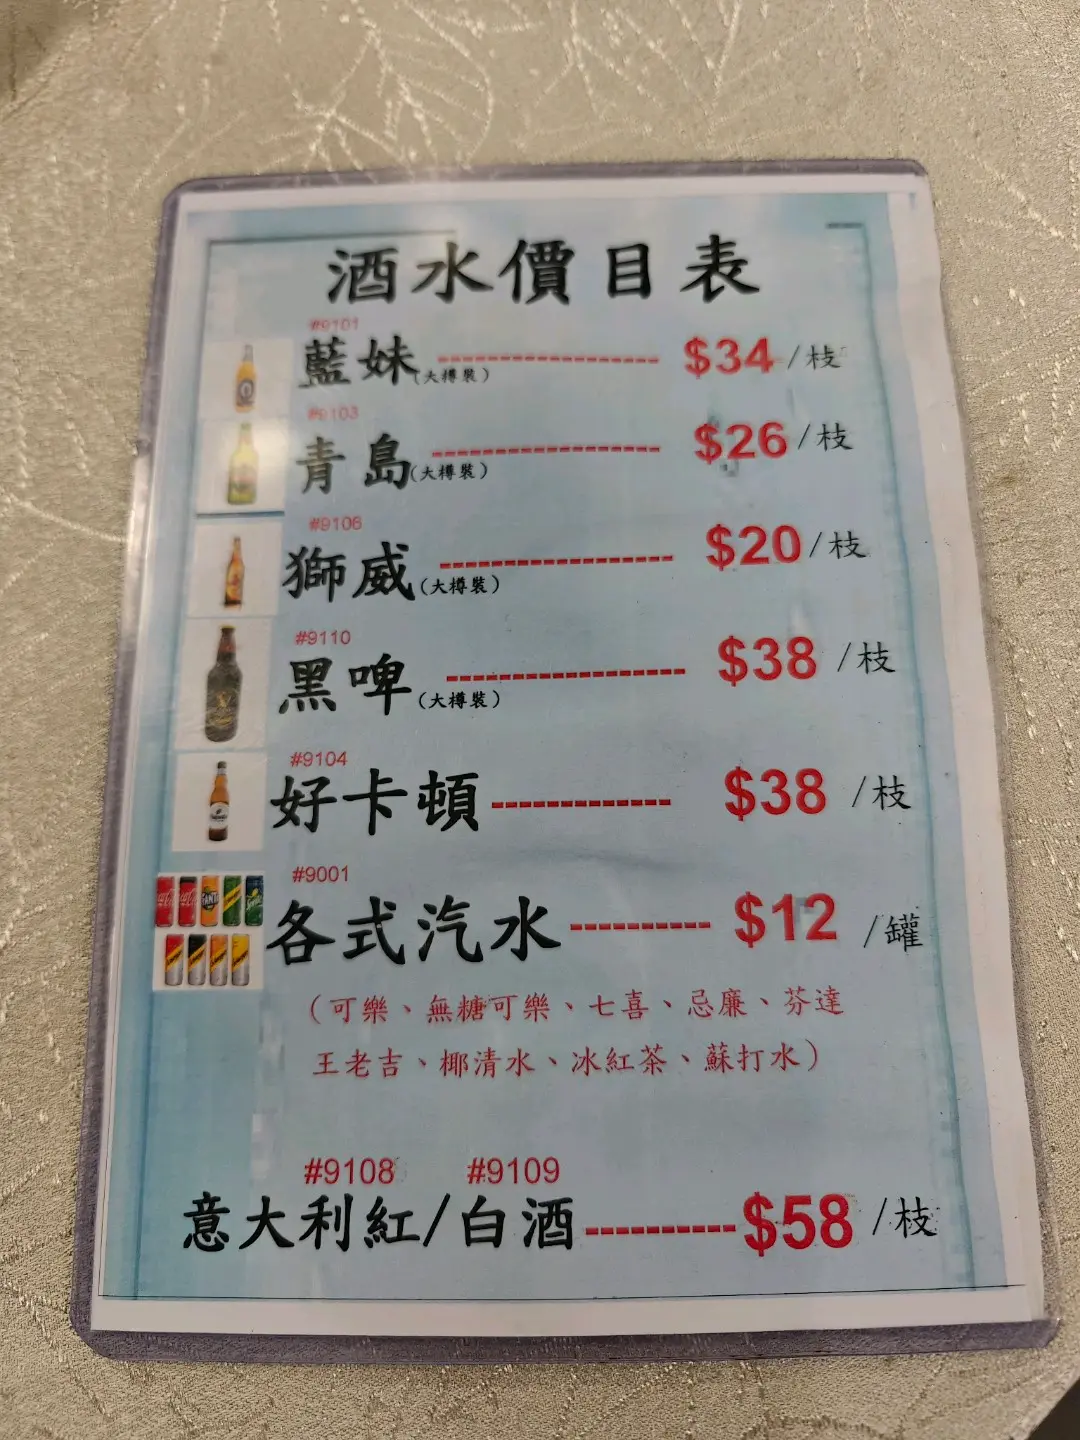 酒水價目表
#9101
藍妹(大樽裝) $34/枝
#9103
青島(大樽裝) $26/枝
#9106
獅威(大樽裝) $20/枝
#9110
黑啤(大樽裝) $38/枝
#9104
好卡頓 $38/枝
#9001
各式汽水 $12/罐
(可樂、無糖可樂、七喜、忌廉、芬達
王老吉、椰清水、冰紅茶、蘇打水)
#9108 #9109
意大利紅/白酒 $58/枝